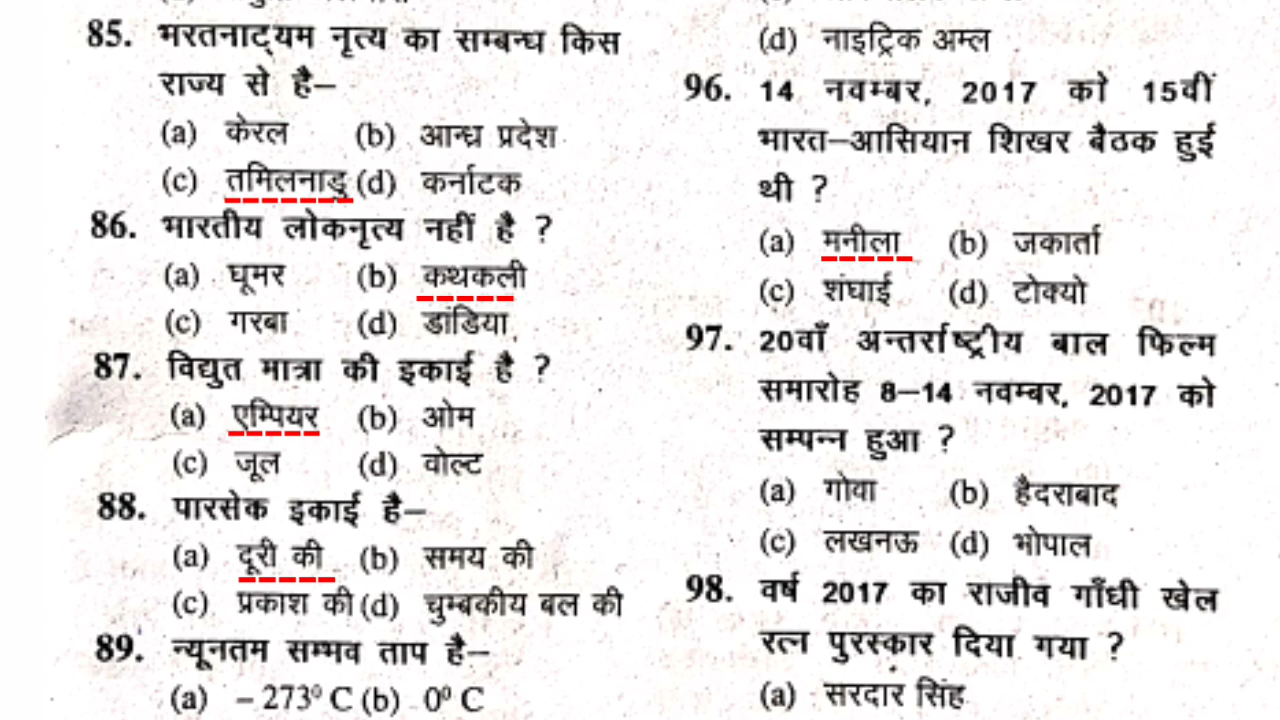 85. भरतनाट्यम नृत्य का सम्बन्ध किस
राज्य से है–
(a) केरल (b) आन्ध्र प्रदेश
(c) तमिलनाडु (d) कर्नाटक
86. भारतीय लोकनृत्य नहीं है ?
(a) घूमर (b) कथकली
(c) गरबा (d) डांडिया
87. विद्युत मात्रा की इकाई है ?
(a) एम्पियर (b) ओम
(c) जूल (d) वोल्ट
88. पारसेक इकाई है–
(a) दूरी की (b) समय की
(c) प्रकाश की (d) चुम्बकीय बल की
89. न्यूनतम सम्भव ताप है–
(a) – 273⁰ C (b) 0⁰ C
(d) नाइट्रिक अम्ल
96. 14 नवम्बर, 2017 को 15वीं
भारत–आसियान शिखर बैठक हुई
थी ?
(a) मनीला (b) जकार्ता
(c) शंघाई (d) टोक्यो
97. 20वाँ अन्तर्राष्ट्रीय बाल फिल्म
समारोह 8–14 नवम्बर, 2017 को
सम्पन्न हुआ ?
(a) गोवा (b) हैदराबाद
(c) लखनऊ (d) भोपाल
98. वर्ष 2017 का राजीव गाँधी खेल
रत्न पुरस्कार दिया गया ?
(a) सरदार सिंह